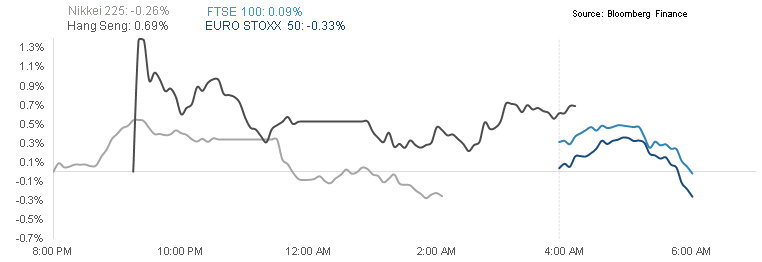 Nikkei 225: -0.26%
FTSE 100: 0.09%
Source: Bloomberg Finance
Hang Seng: 0.69%
EURO STOXX 50: -0.33%
1.3%
1.1%
0.9%
0.7%
0.5%
0.3%
0.1%
-0.1%
-0.3%
-0.5%
-0.7%
8:00 PM
10:00 PM
12:00 AM
2:00 AM
4:00 AM
6:00 AM